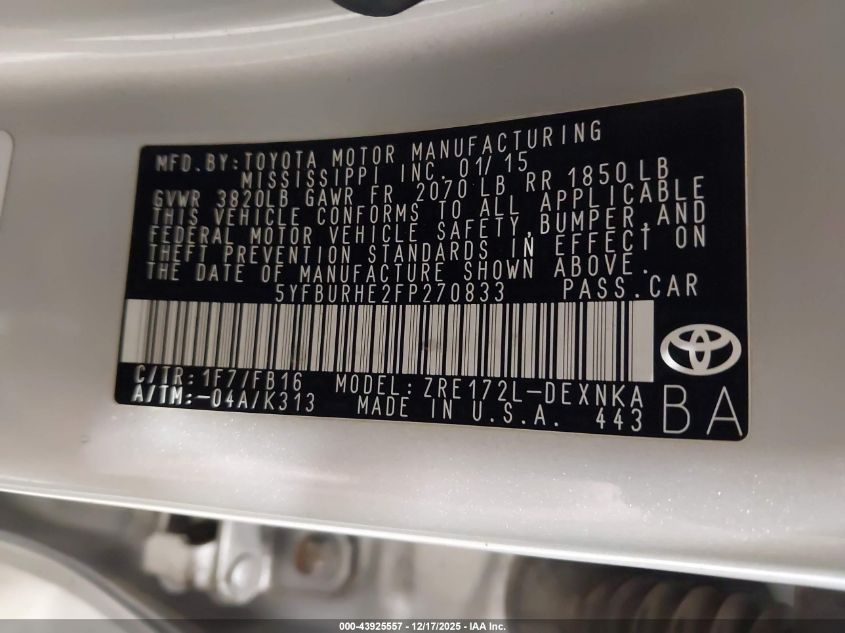 MFD.BY:TOYOTA MOTOR MANUFACTURING
MISSISSIPPI INC. 01/15
GVWR 3820LB GAWR FR 2070 LB RR 1850 LB
THIS VEHICLE CONFORMS TO ALL APPLICABLE
FEDERAL MOTOR VEHICLE SAFETY,BUMPER,AND
THEFT PREVENTION STANDARDS IN EFFECT ON
THE DATE OF MANUFACTURE SHOWN ABOVE.
5YFBURHE2FP270833 PASS.CAR
C/TR:1F7/FB16 MODEL:ZRE172L-DEXNKA
A/TM:-04A/K313 MADE IN U.S.A. 443
BA
000-43925557 - 12/17/2025 - IAA Inc.